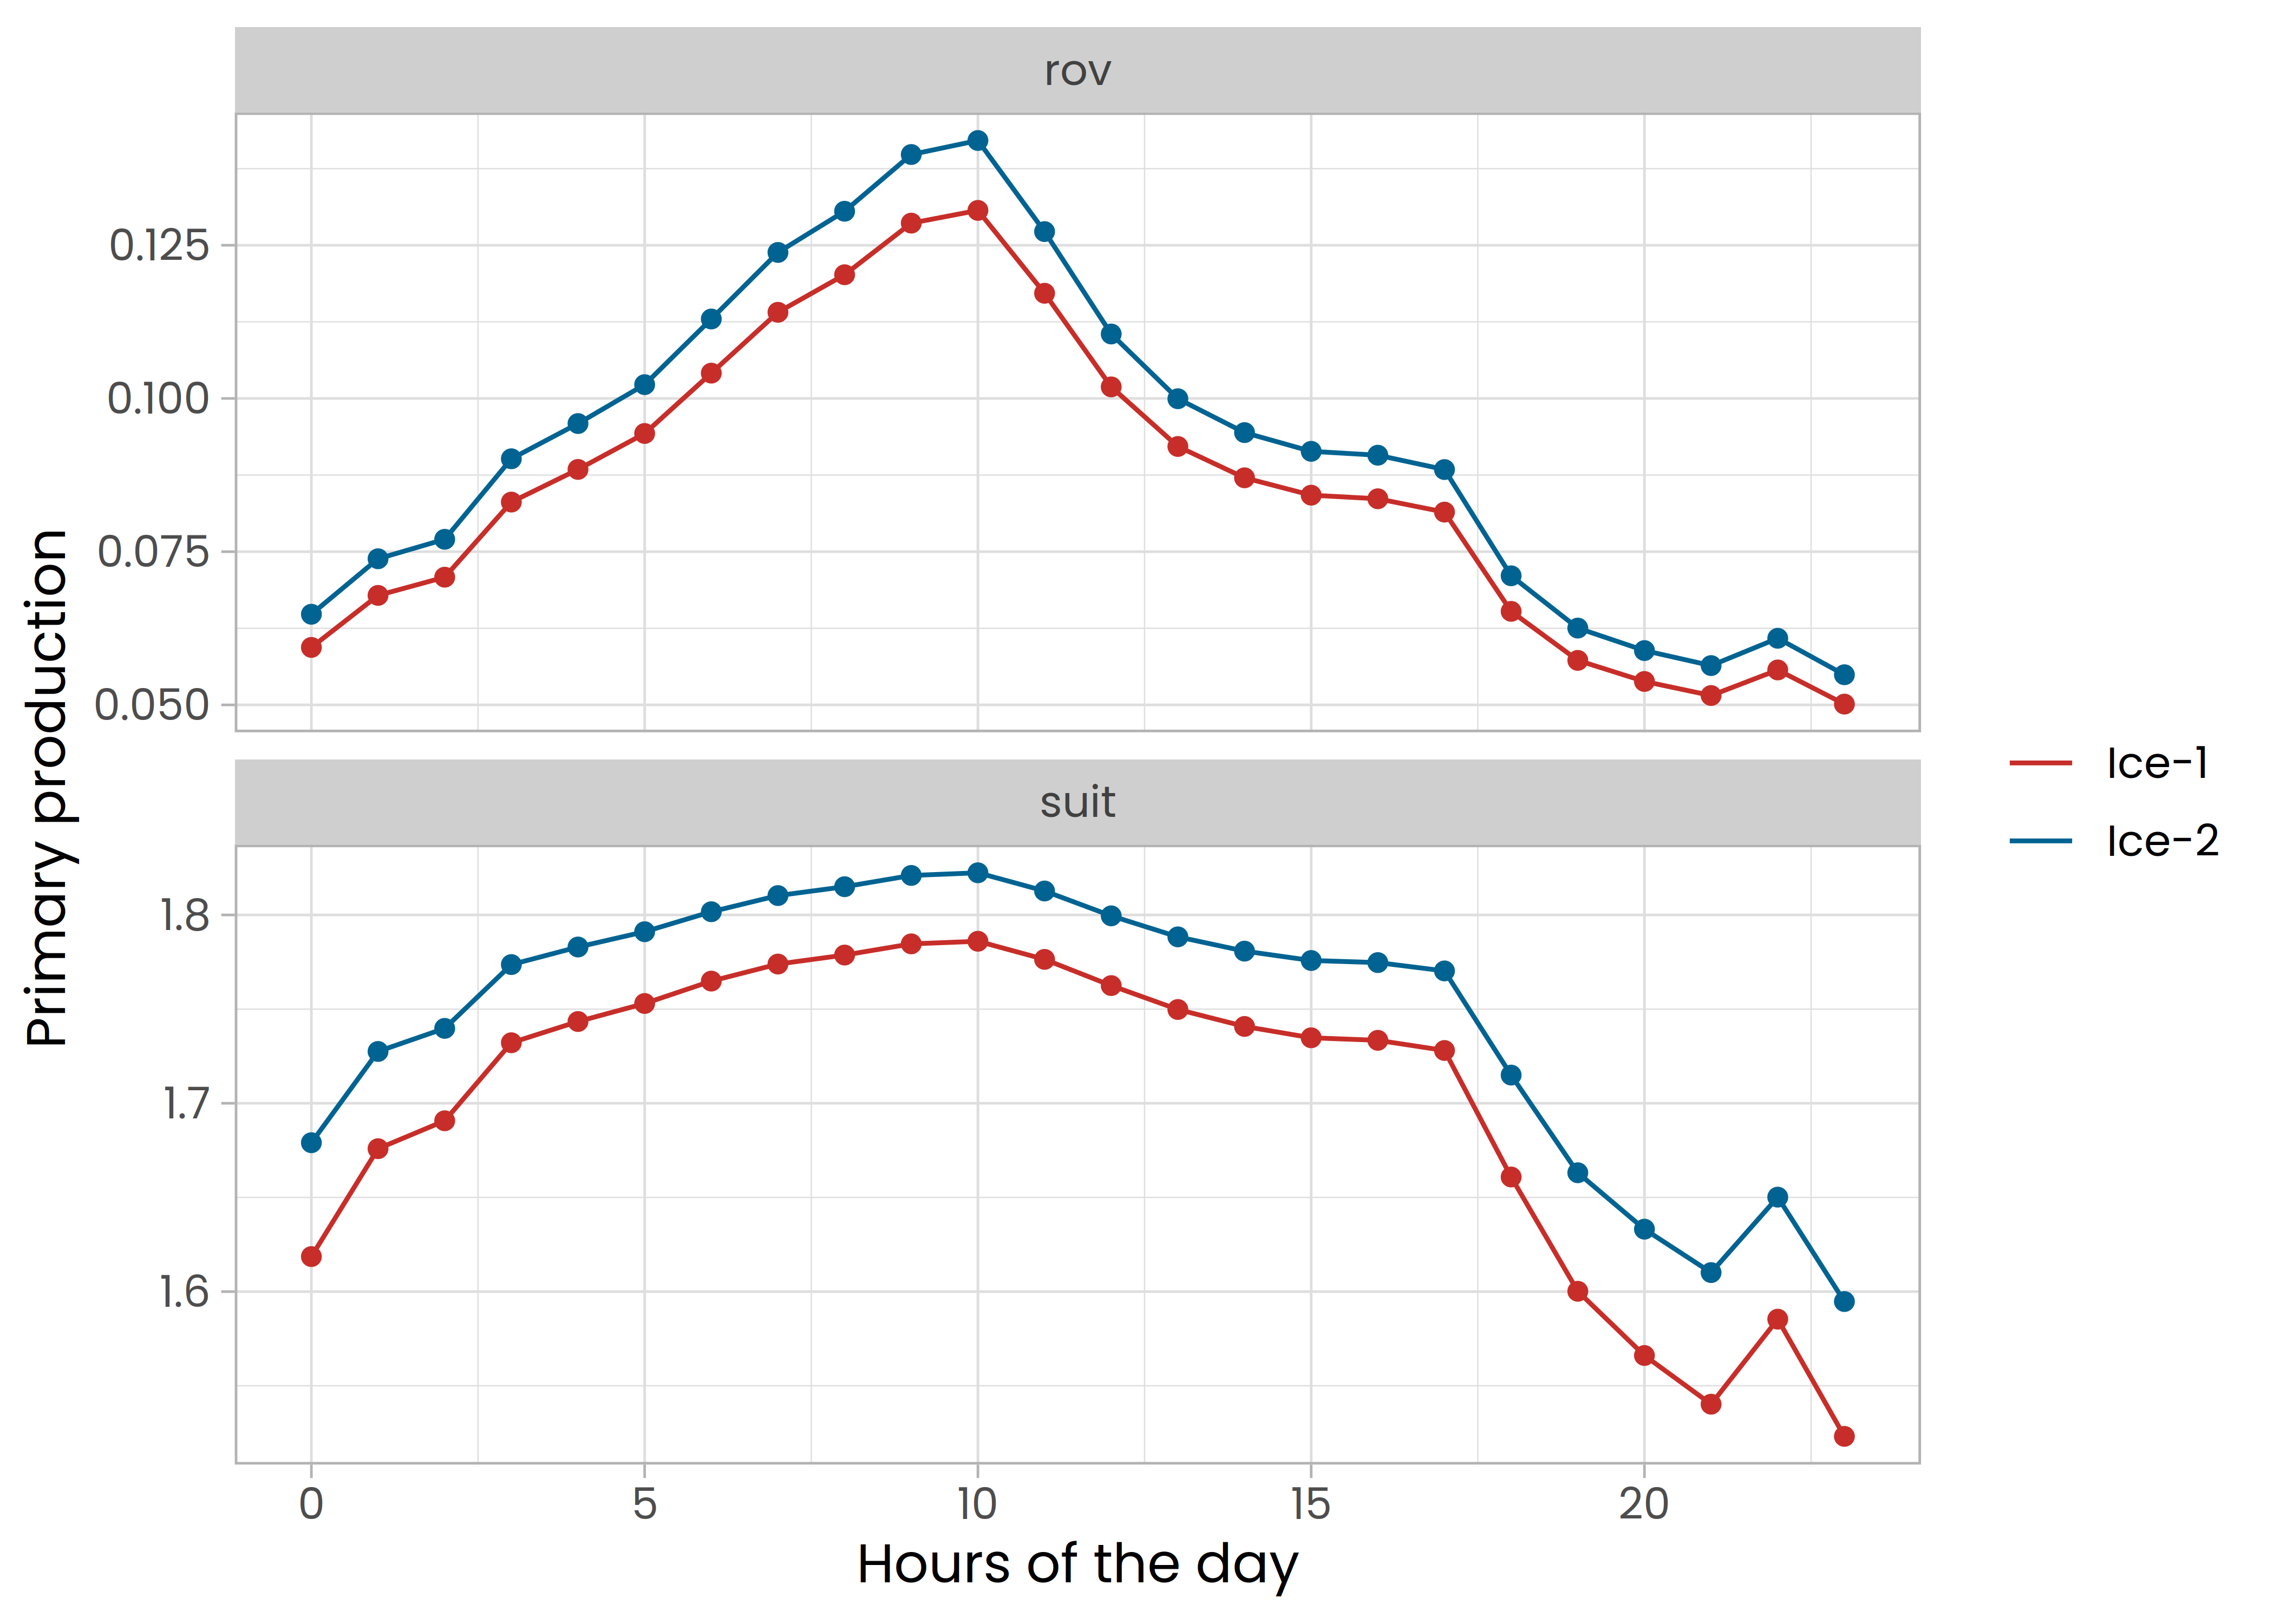 rov
0.125
0.100
0.075
0.050
Primary production
suit
1.8
1.7
1.6
0
5
10
15
20
Hours of the day
Ice-1
Ice-2